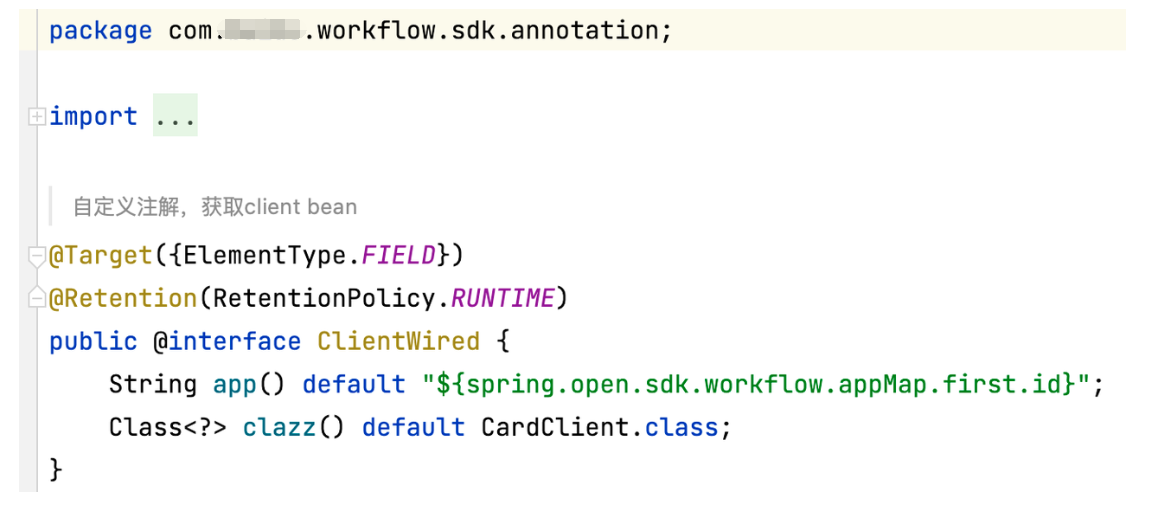 package com. .workflow.sdk.annotation;
import ...
自定义注解，获取client bean
@Target({ElementType.FIELD})
@Retention(RetentionPolicy.RUNTIME)
public @interface ClientWired {
String app() default "${spring.open.sdk.workflow.appMap.first.id}";
Class<?> clazz() default CardClient.class;
}